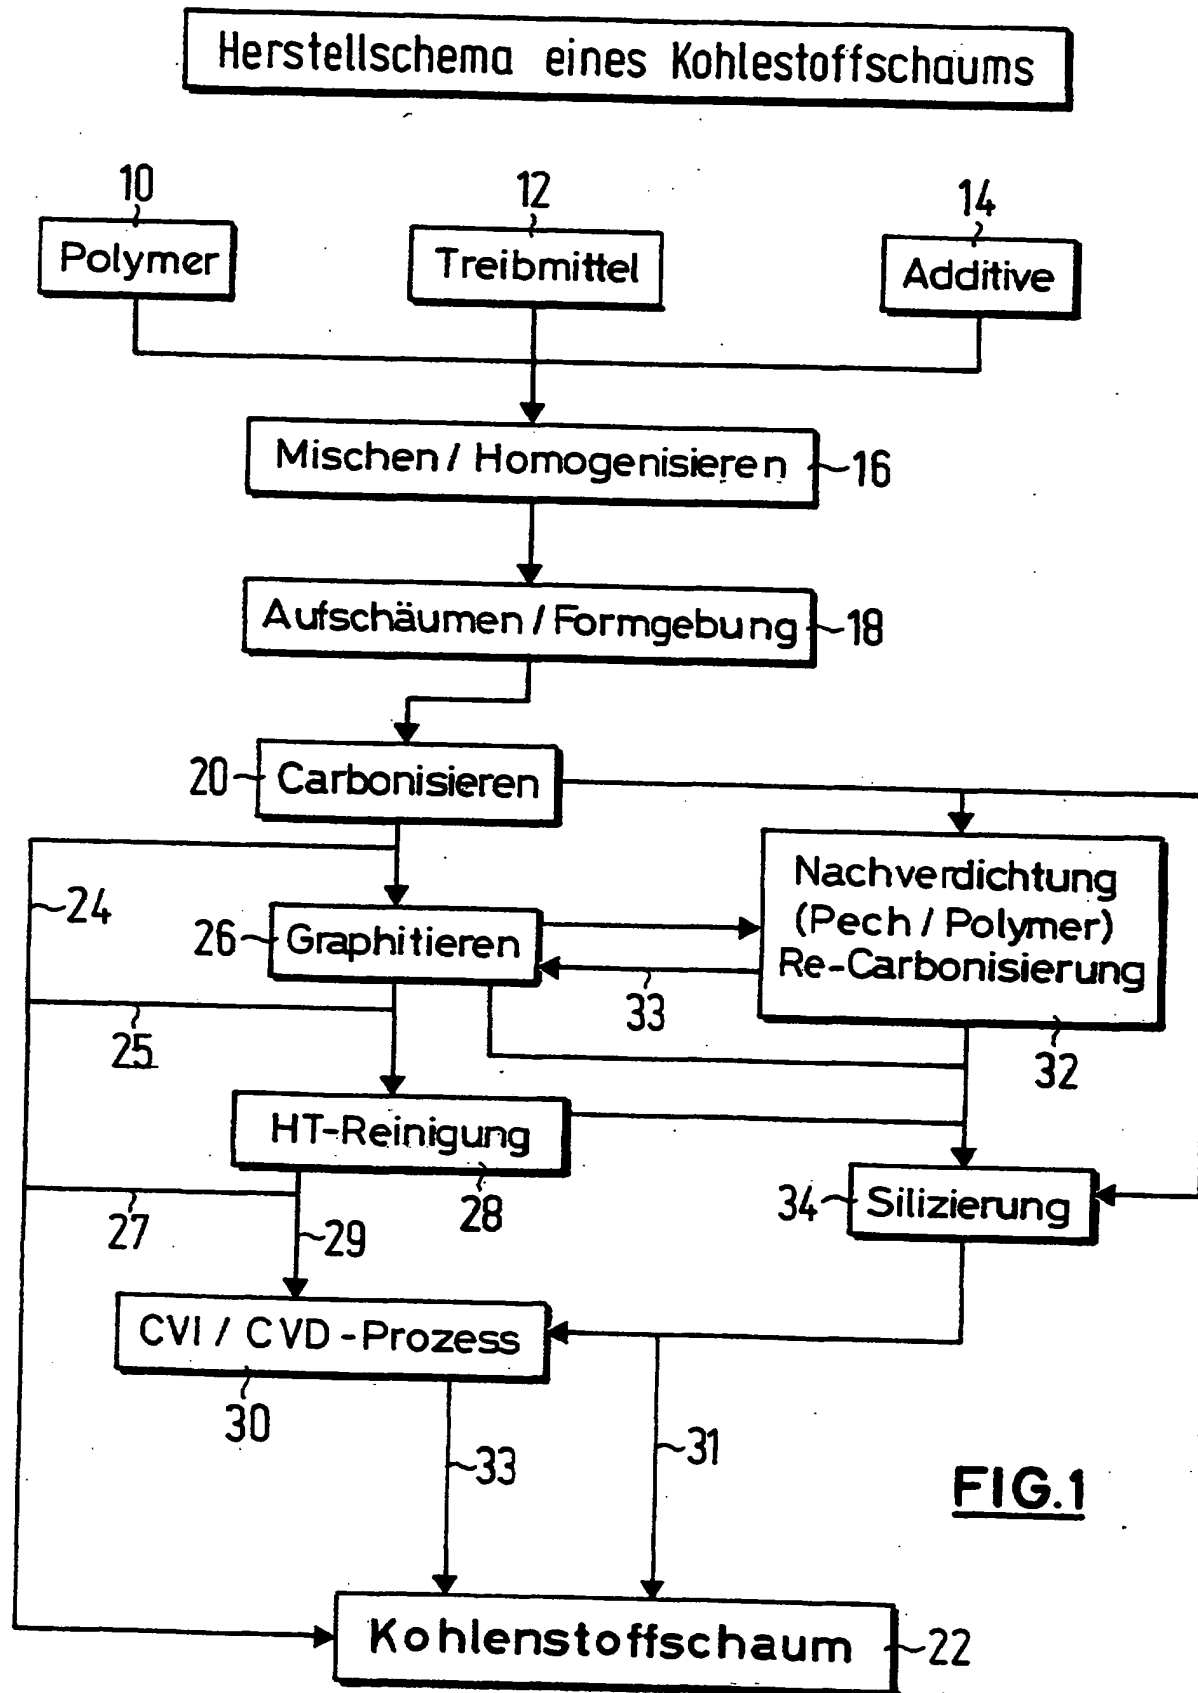 Herstellschema eines Kohlestoffschaums
10
12
14
Polymer
Treibmittel
Additive
Mischen / Homogenisieren
16
Aufschäumen / Formgebung
18
20
Carbonisieren
24
Nachverdichtung
(Pech / Polymer)
Re-Carbonisierung
26
Graphitieren
33
25
32
HT-Reinigung
28
27
29
34
Silizierung
CVI / CVD-Prozess
30
33
31
FIG.1
Kohlenstoffschaum
22